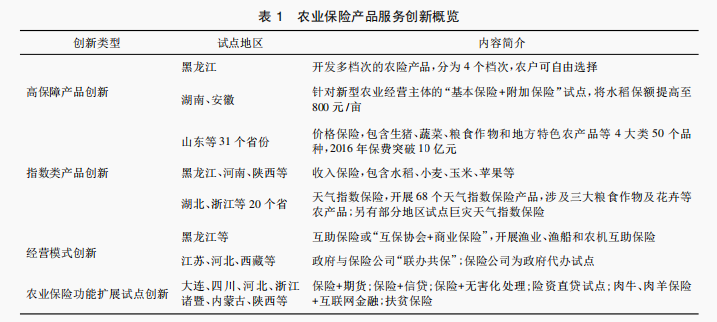 表 1 农业保险产品服务创新概览
创新类型 试点地区 内容简介
黑龙江 开发多档次的农险产品,分为 4 个档次,农户可自由选择
高保障产品创新 湖南、安徽 针对新型农业经营主体的“基本保险+附加保险”试点,将水稻保额提高至
800 元/亩
山东等 31 个省份 价格保险,包含生猪、蔬菜、粮食作物和地方特色农产品等 4 大类 50 个品
种,2016 年保费突破 10 亿元
指数类产品创新 黑龙江、河南、陕西等 收入保险,包含水稻、小麦、玉米、苹果等
湖北、浙江等 20 个省 天气指数保险,开展 68 个天气指数保险产品,涉及三大粮食作物及花卉等
农产品;另有部分地区试点巨灾天气指数保险
黑龙江等 互助保险或“互保协会+商业保险”,开展渔业、渔船和农机互助保险
经营模式创新
江苏、河北、西藏等 政府与保险公司“联办共保”;保险公司为政府代办试点
农业保险功能扩展试点创新 大连、四川、河北、浙江 保险+期货;保险+信贷;保险+无害化处理;险资直贷试点;肉牛、肉羊保险
诸暨、内蒙古、陕西等 +互联网金融;扶贫保险